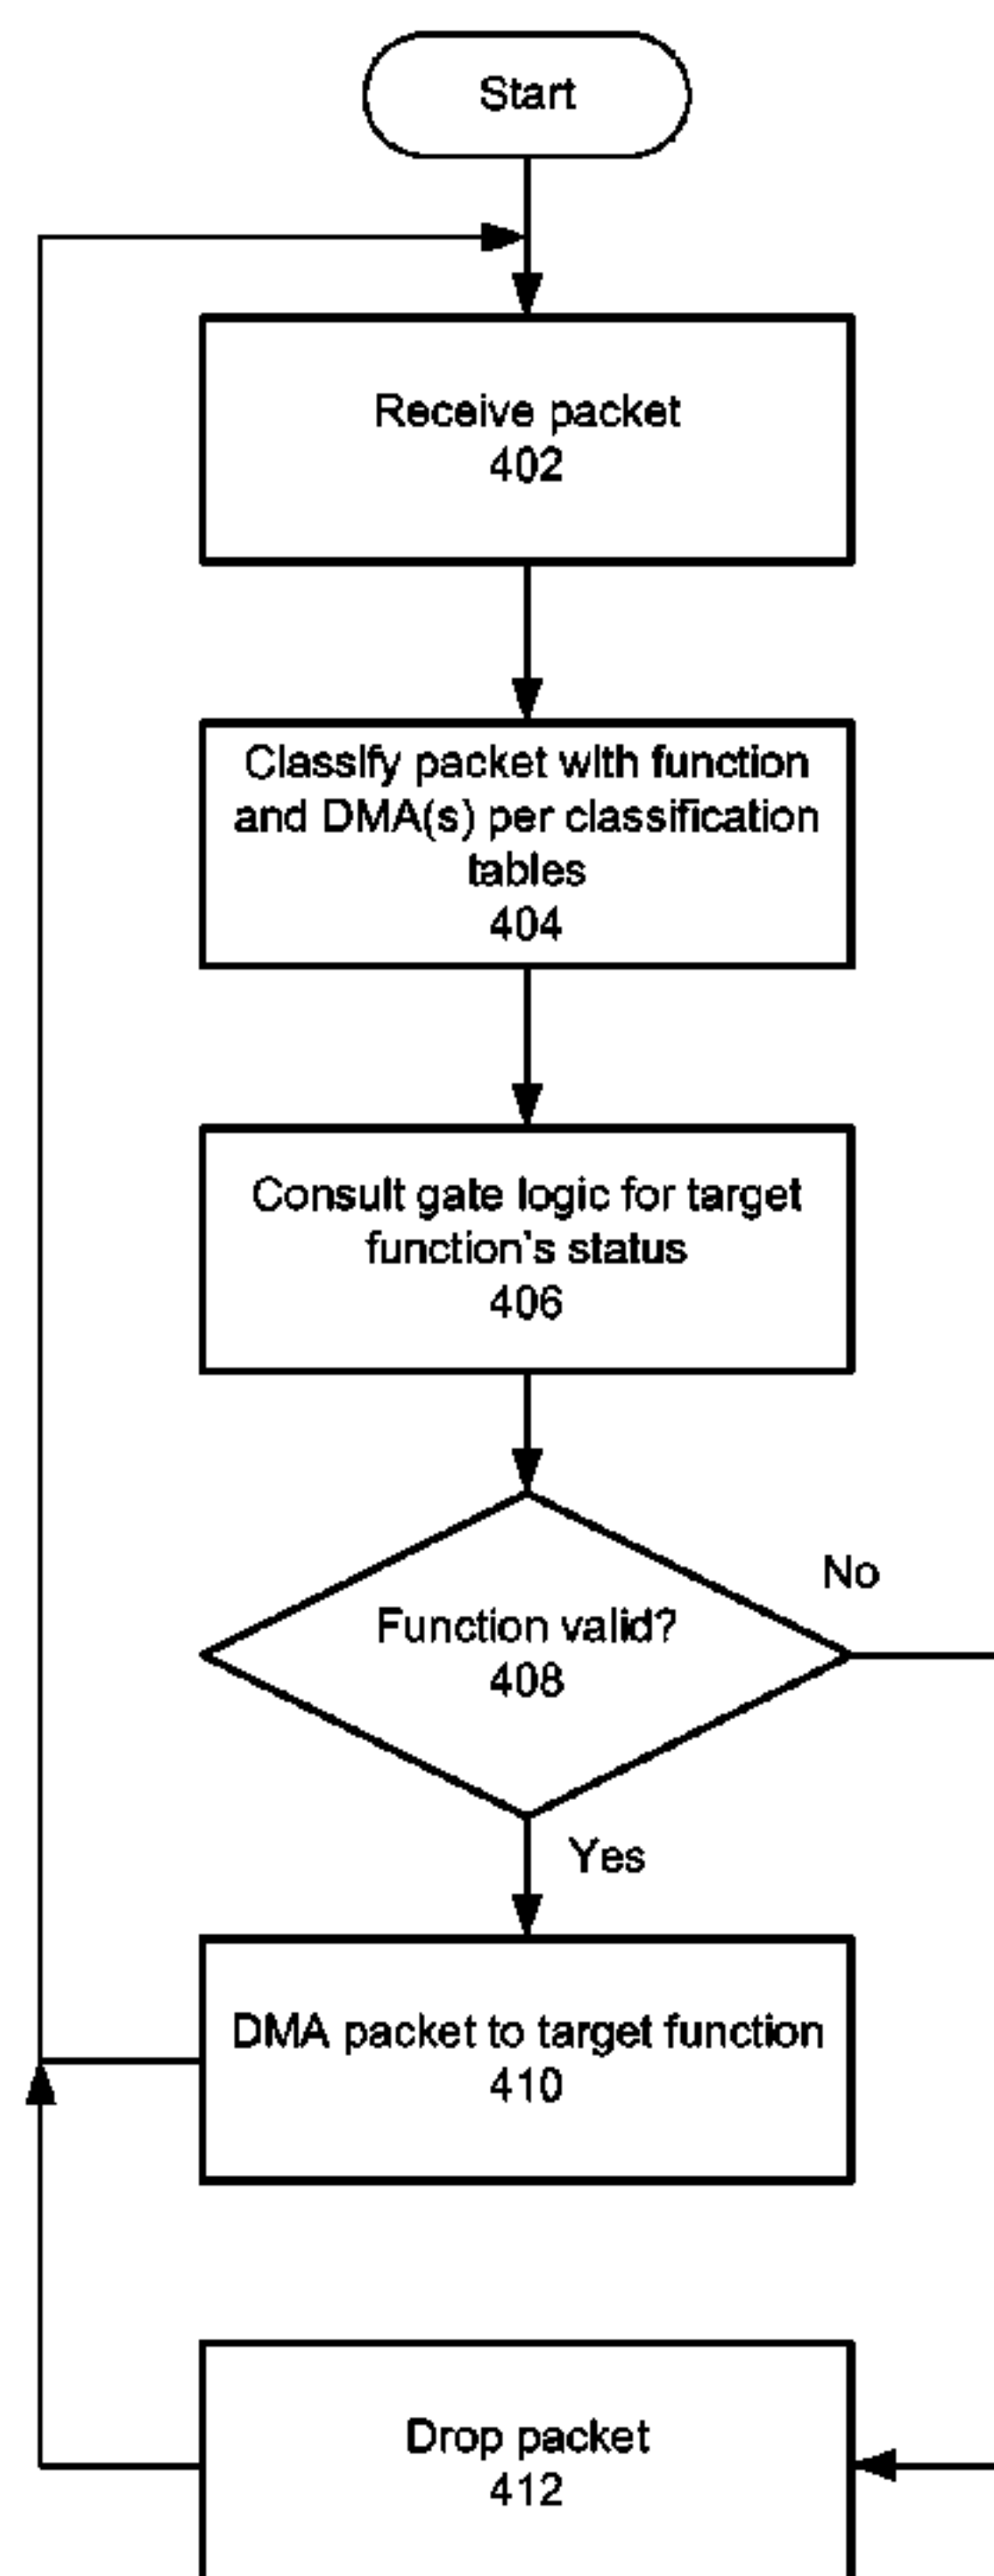 Start
Receive packet
402
Classify packet with function
and DMA(s) per classification
tables
404
Consult gate logic for target
function's status
406
No
Function valid?
408
Yes
DMA packet to target function
410
Drop packet
412